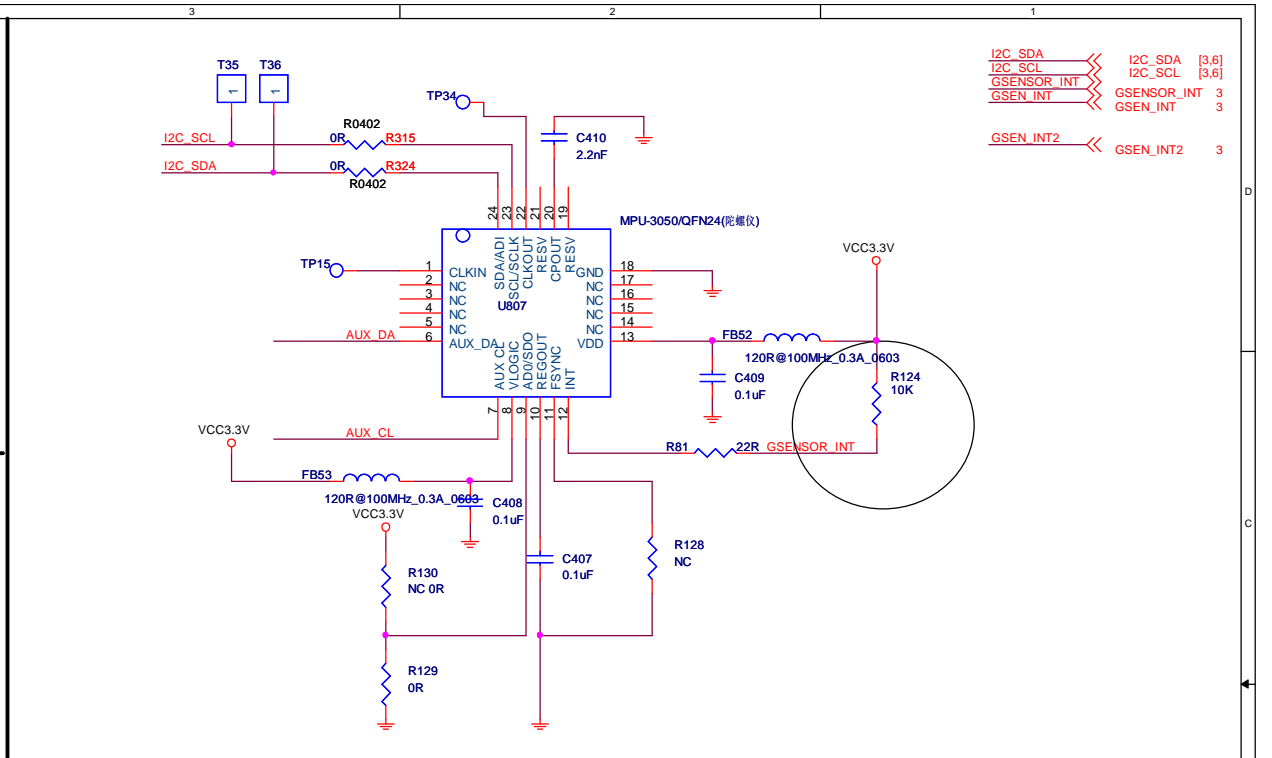 3 2 1
I2C_SDA I2C_SDA [3,6]
I2C_SCL I2C_SCL [3,6]
GSENSOR_INT GSENSOR_INT 3
GSEN_INT GSEN_INT 3
GSEN_INT2 GSEN_INT2 3
D
C
T35 T36
1 1
TP34
R0402
I2C_SCL 0R R315
I2C_SDA 0R R324
R0402
C410
2.2nF
24 23 22 21 20 19
MPU-3050/QFN24(陀螺仪)
SDA/ADI
SCL/SCLK
CLKOUT
RESV
CPOUT
RESV
TP15
1 CLKIN
2 NC
3 NC
4 NC
5 NC
AUX_DA 6 AUX_DA
U807
GND 18
NC 17
NC 16
NC 15
NC 14
VDD 13
AUX CL
VLOGIC
AD0/SDO
REGOUT
FSYNC
INT
7 8 9 10 11 12
VCC3.3V
FB52
120R@100MHz_0.3A_0603
C409
0.1uF
R124
10K
R81 22R GSENSOR_INT
AUX_CL
VCC3.3V
FB53
120R@100MHz_0.3A_0603
C408
0.1uF
VCC3.3V
R130
NC 0R
C407
0.1uF
R128
NC
R129
0R